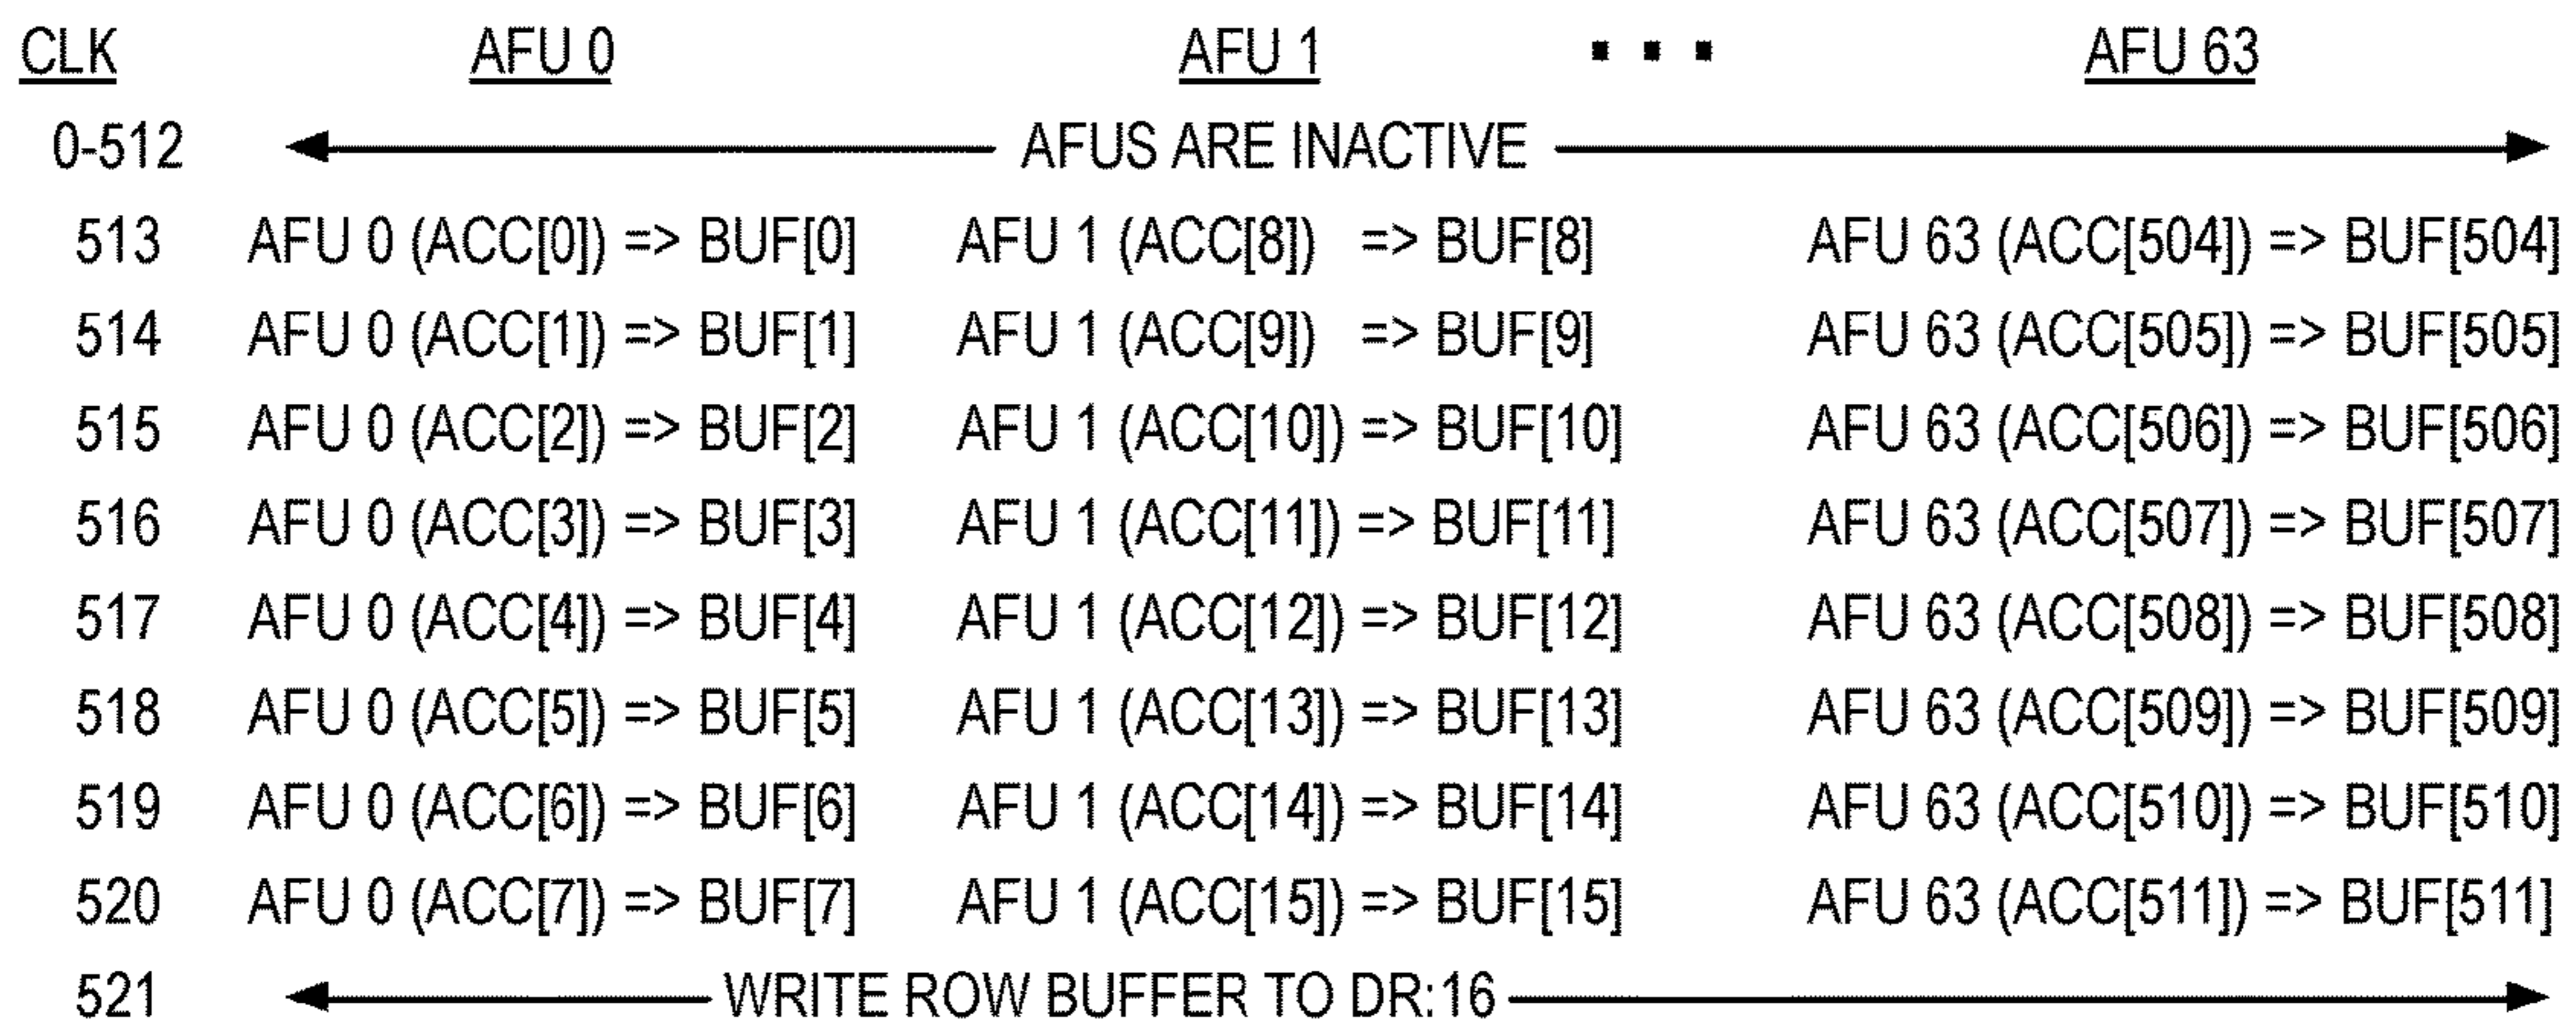 CLK AFU 0 AFU 1 ... AFU 63
0-512 AFUS ARE INACTIVE
513 AFU 0 (ACC[0]) => BUF[0] AFU 1 (ACC[8]) => BUF[8] AFU 63 (ACC[504]) => BUF[504]
514 AFU 0 (ACC[1]) => BUF[1] AFU 1 (ACC[9]) => BUF[9] AFU 63 (ACC[505]) => BUF[505]
515 AFU 0 (ACC[2]) => BUF[2] AFU 1 (ACC[10]) => BUF[10] AFU 63 (ACC[506]) => BUF[506]
516 AFU 0 (ACC[3]) => BUF[3] AFU 1 (ACC[11]) => BUF[11] AFU 63 (ACC[507]) => BUF[507]
517 AFU 0 (ACC[4]) => BUF[4] AFU 1 (ACC[12]) => BUF[12] AFU 63 (ACC[508]) => BUF[508]
518 AFU 0 (ACC[5]) => BUF[5] AFU 1 (ACC[13]) => BUF[13] AFU 63 (ACC[509]) => BUF[509]
519 AFU 0 (ACC[6]) => BUF[6] AFU 1 (ACC[14]) => BUF[14] AFU 63 (ACC[510]) => BUF[510]
520 AFU 0 (ACC[7]) => BUF[7] AFU 1 (ACC[15]) => BUF[15] AFU 63 (ACC[511]) => BUF[511]
521 WRITE ROW BUFFER TO DR:16